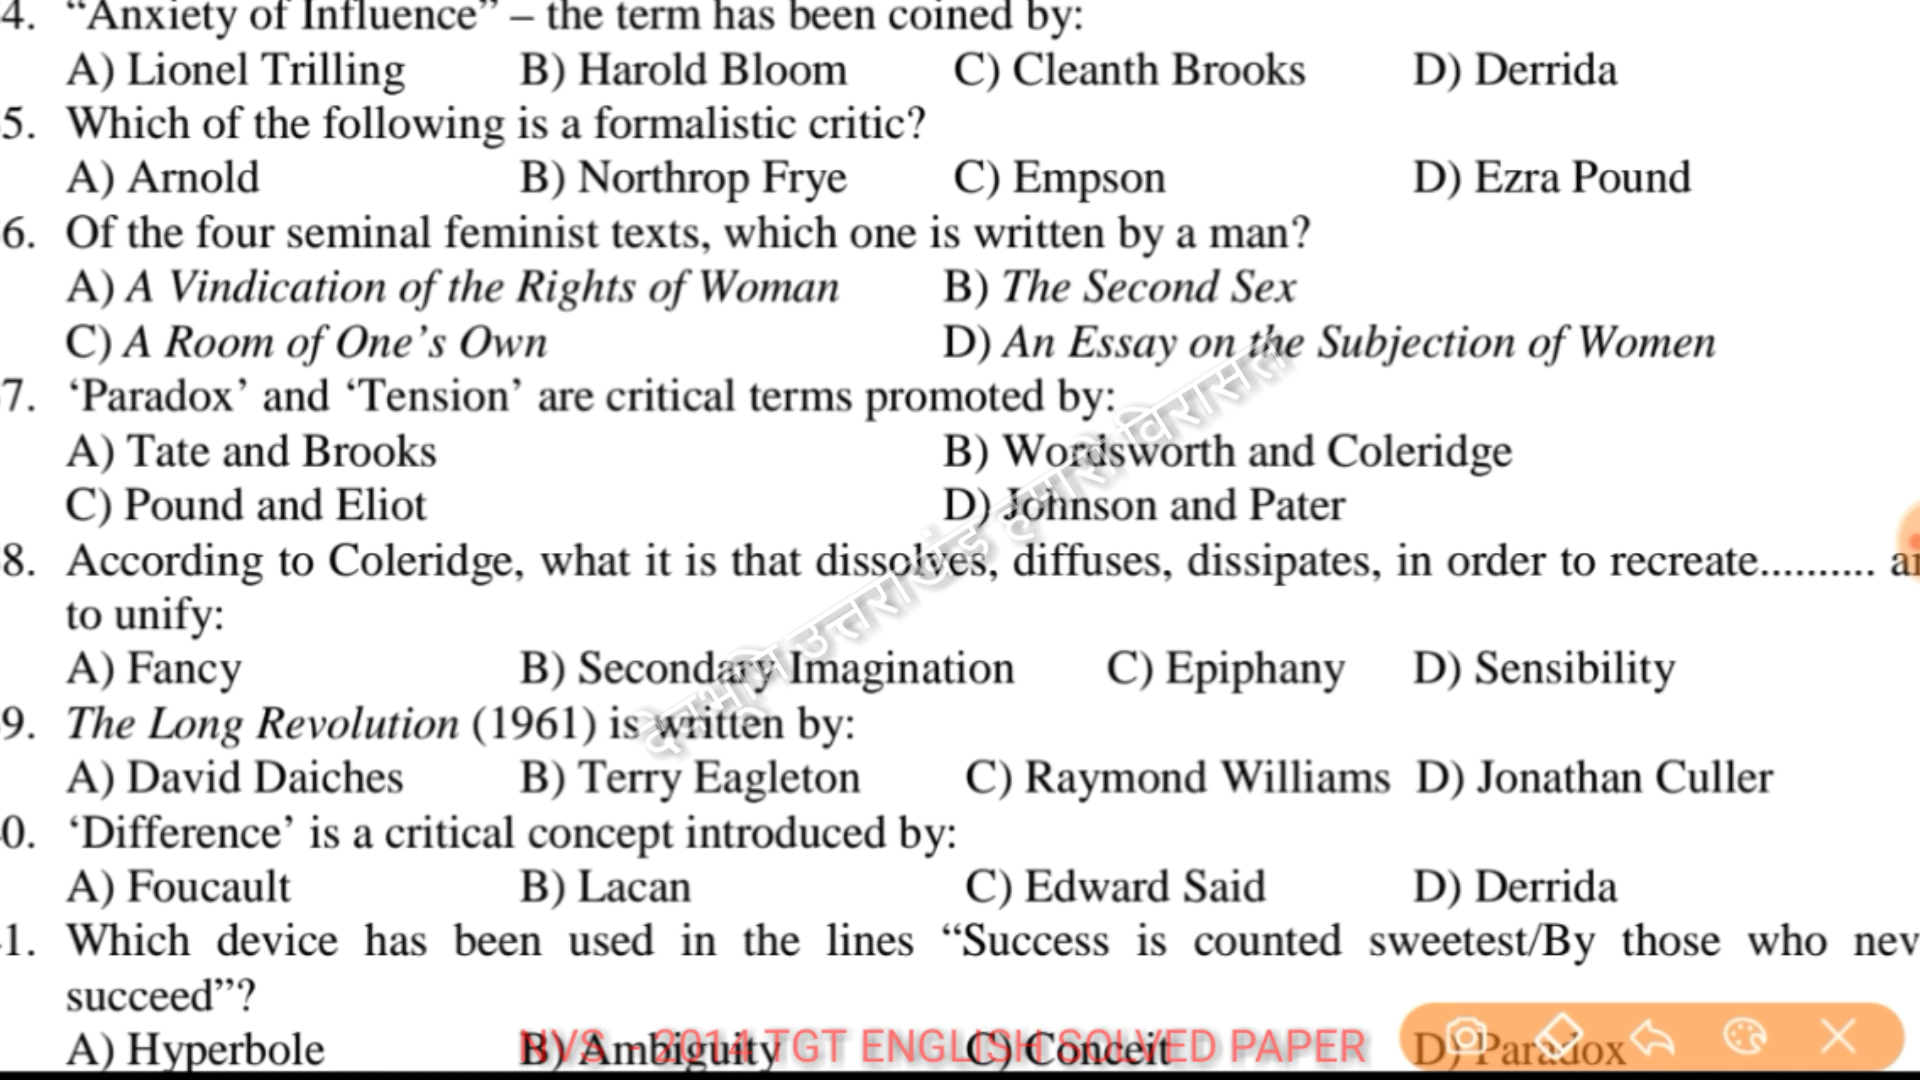 4. “Anxiety of Influence” – the term has been coined by:
A) Lionel Trilling B) Harold Bloom C) Cleanth Brooks D) Derrida
5. Which of the following is a formalistic critic?
A) Arnold B) Northrop Frye C) Empson D) Ezra Pound
6. Of the four seminal feminist texts, which one is written by a man?
A) A Vindication of the Rights of Woman B) The Second Sex
C) A Room of One’s Own D) An Essay on the Subjection of Women
7. ‘Paradox’ and ‘Tension’ are critical terms promoted by:
A) Tate and Brooks B) Wordsworth and Coleridge
C) Pound and Eliot D) Johnson and Pater
8. According to Coleridge, what it is that dissolves, diffuses, dissipates, in order to recreate..........
to unify:
A) Fancy B) Secondary Imagination C) Epiphany D) Sensibility
9. The Long Revolution (1961) is written by:
A) David Daiches B) Terry Eagleton C) Raymond Williams D) Jonathan Culler
0. ‘Difference’ is a critical concept introduced by:
A) Foucault B) Lacan C) Edward Said D) Derrida
1. Which device has been used in the lines “Success is counted sweetest/By those who nev
succeed”?
A) Hyperbole B) Ambiguity C) Conceit D) Paradox
NVS - 2014 TGT ENGLISH SOLVED PAPER
देवभूमि उत्तराखंड हमारी विरासत